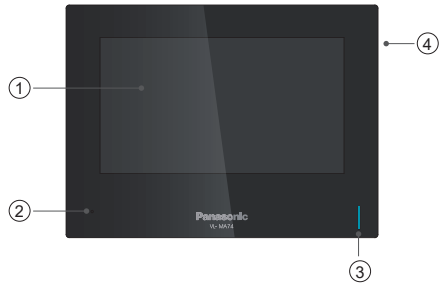 ①
④
②
Panasonic
VL- MA74
③